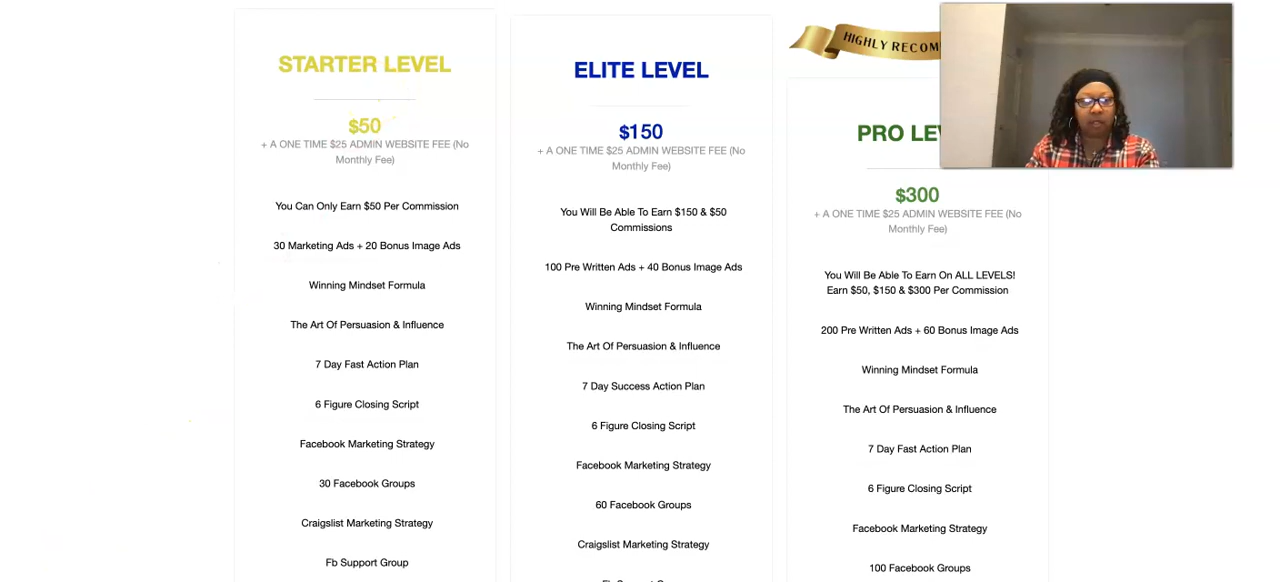 STARTER LEVEL
$50
+ A ONE TIME $25 ADMIN WEBSITE FEE (No
Monthly Fee)
You Can Only Earn $50 Per Commission
30 Marketing Ads + 20 Bonus Image Ads
Winning Mindset Formula
The Art Of Persuasion & Influence
7 Day Fast Action Plan
6 Figure Closing Script
Facebook Marketing Strategy
30 Facebook Groups
Craigslist Marketing Strategy
Fb Support Group
ELITE LEVEL
$150
+ A ONE TIME $25 ADMIN WEBSITE FEE (No
Monthly Fee)
You Will Be Able To Earn $150 & $50
Commissions
100 Pre Written Ads + 40 Bonus Image Ads
Winning Mindset Formula
The Art Of Persuasion & Influence
7 Day Success Action Plan
6 Figure Closing Script
Facebook Marketing Strategy
60 Facebook Groups
Craigslist Marketing Strategy
HIGHLY
PRO
$300
+ A ONE TIME $25 ADMIN WEBSITE FEE (No
Monthly Fee)
You Will Be Able To Earn On ALL LEVELS!
Earn $50, $150 & $300 Per Commission
200 Pre Written Ads + 60 Bonus Image Ads
Winning Mindset Formula
The Art Of Persuasion & Influence
7 Day Fast Action Plan
6 Figure Closing Script
Facebook Marketing Strategy
100 Facebook Groups